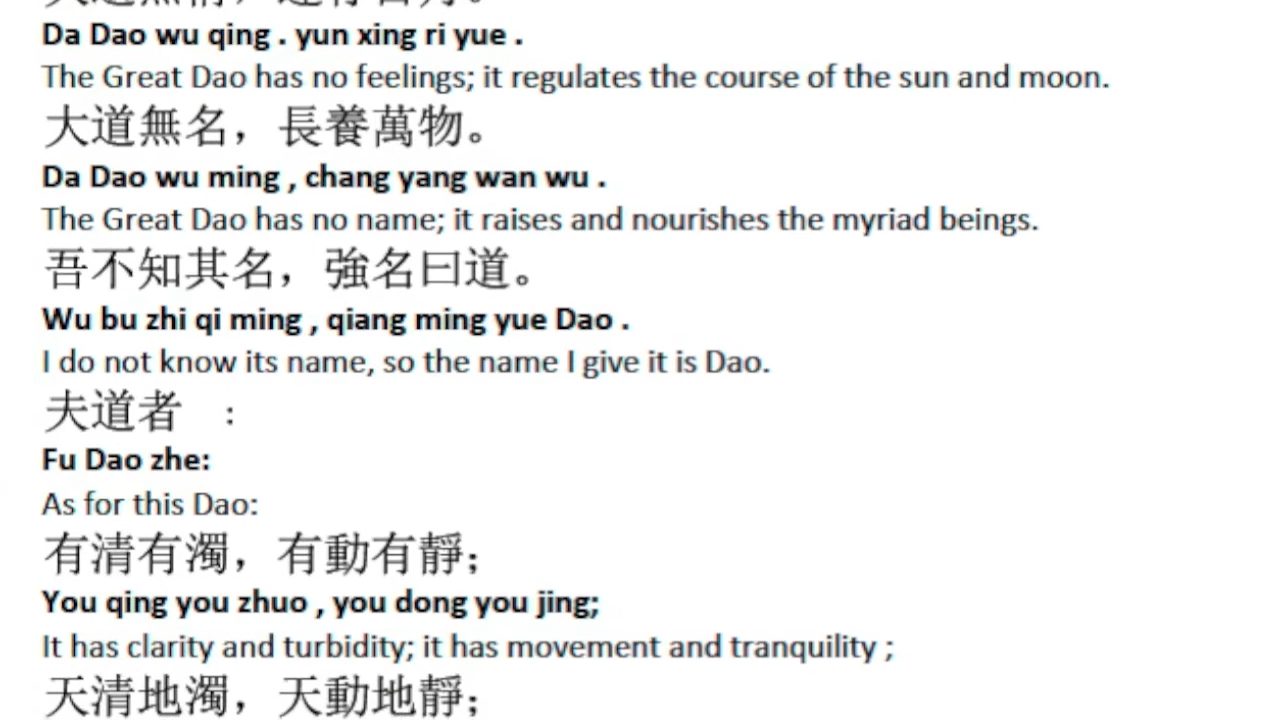 Da Dao wu qing . yun xing ri yue .
The Great Dao has no feelings; it regulates the course of the sun and moon.
大道無名，長養萬物。
Da Dao wu ming , chang yang wan wu .
The Great Dao has no name; it raises and nourishes the myriad beings.
吾不知其名，強名曰道。
Wu bu zhi qi ming , qiang ming yue Dao .
I do not know its name, so the name I give it is Dao.
夫道者 ：
Fu Dao zhe:
As for this Dao:
有清有濁，有動有靜；
You qing you zhuo , you dong you jing;
It has clarity and turbidity; it has movement and tranquility ;
天清地濁，天動地靜；